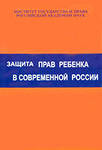 ИНСТИТУТ ГОСУДАРСТВА И ПРАВА
РОССИЙСКОЙ АКАДЕМИИ НАУК
ЗАЩИТА ПРАВ РЕБЕНКА
В СОВРЕМЕННОЙ РОССИИ